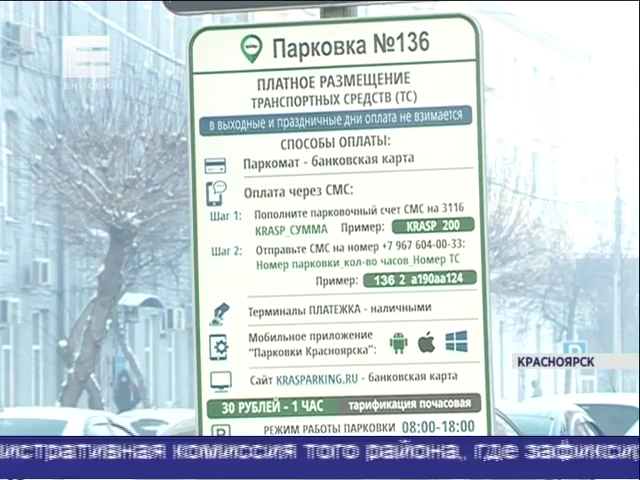 Парковка №136
ЕНИСЕЙ
ПЛАТНОЕ РАЗМЕЩЕНИЕ
ТРАНСПОРТНЫХ СРЕДСТВ (ТС)
в выходные и праздничные дни оплата не взимается
СПОСОБЫ ОПЛАТЫ:
Паркомат - банковская карта
Оплата через СМС:
Шаг 1: Пополните парковочный счет СМС на 3116
KRASP_СУММА Пример: KRASP 200
Шаг 2: Отправьте СМС на номер +7 967 604-00-33:
Номер парковки_кол-во часов_Номер ТС
Пример: 136 2 a190aa124
Терминалы ПЛАТЕЖКА - наличными
Мобильное приложение
"Парковки Красноярска":
КРАСНОЯРСК
Сайт KRASPARKING.RU - банковская карта
30 РУБЛЕЙ - 1 ЧАС тарификация почасовая
P РЕЖИМ РАБОТЫ ПАРКОВКИ 08:00-18:00
истративная комиссия того района, где зафикси